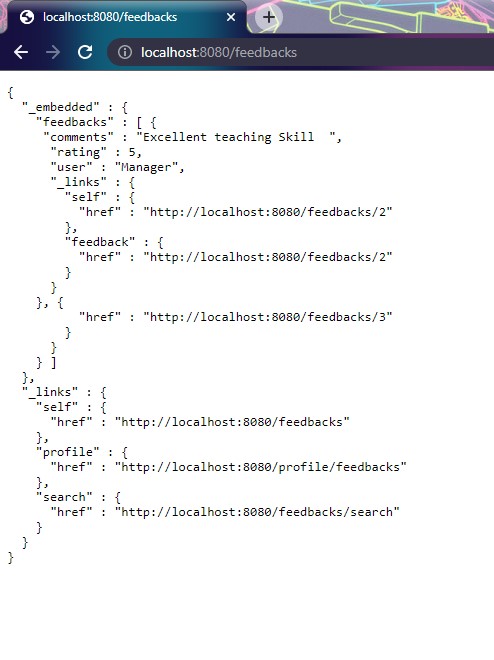 localhost:8080/feedbacks
localhost:8080/feedbacks
{
  "_embedded" : {
    "feedbacks" : [ {
     "comments" : "Excellent teaching Skill  ",
      "rating" : 5,
      "user" : "Manager",
      "_links" : {
        "self" : {
          "href" : "http://localhost:8080/feedbacks/2"
        },
        "feedback" : {
          "href" : "http://localhost:8080/feedbacks/2"
        }
      }
    }, {
          "href" : "http://localhost:8080/feedbacks/3"
        }
      }
    } ]
  },
  "_links" : {
    "self" : {
      "href" : "http://localhost:8080/feedbacks"
    },
    "profile" : {
      "href" : "http://localhost:8080/profile/feedbacks"
    },
    "search" : {
      "href" : "http://localhost:8080/feedbacks/search"
    }
  }
}